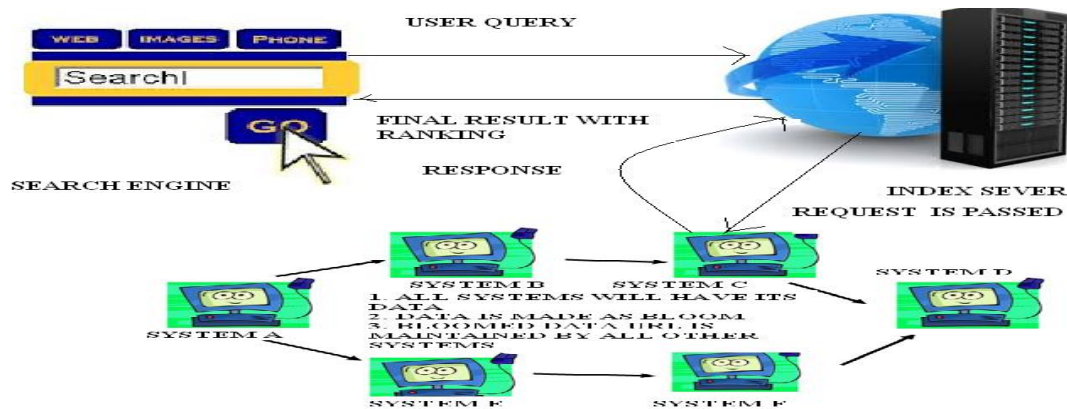 USER QUERY
WEB IMAGES PHONE
Search
GO
FINAL RESULT WITH
RANKING
RESPONSE
SEARCH ENGINE
INDEX SEVER
REQUEST IS PASSED
SYSTEM B
SYSTEM C
SYSTEM D
1. ALL SYSTEMS WILL HAVE ITS
DATA
2. DATA IS MADE AS BLOOM
3. BLOOMED DATA URL IS
MAINTAINED BY ALL OTHER
SYSTEMS
SYSTEM A
SYSTEM E
SYSTEM F